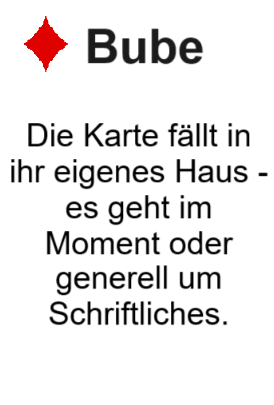 Bube
Die Karte fällt in
ihr eigenes Haus -
es geht im
Moment oder
generell um
Schriftliches.